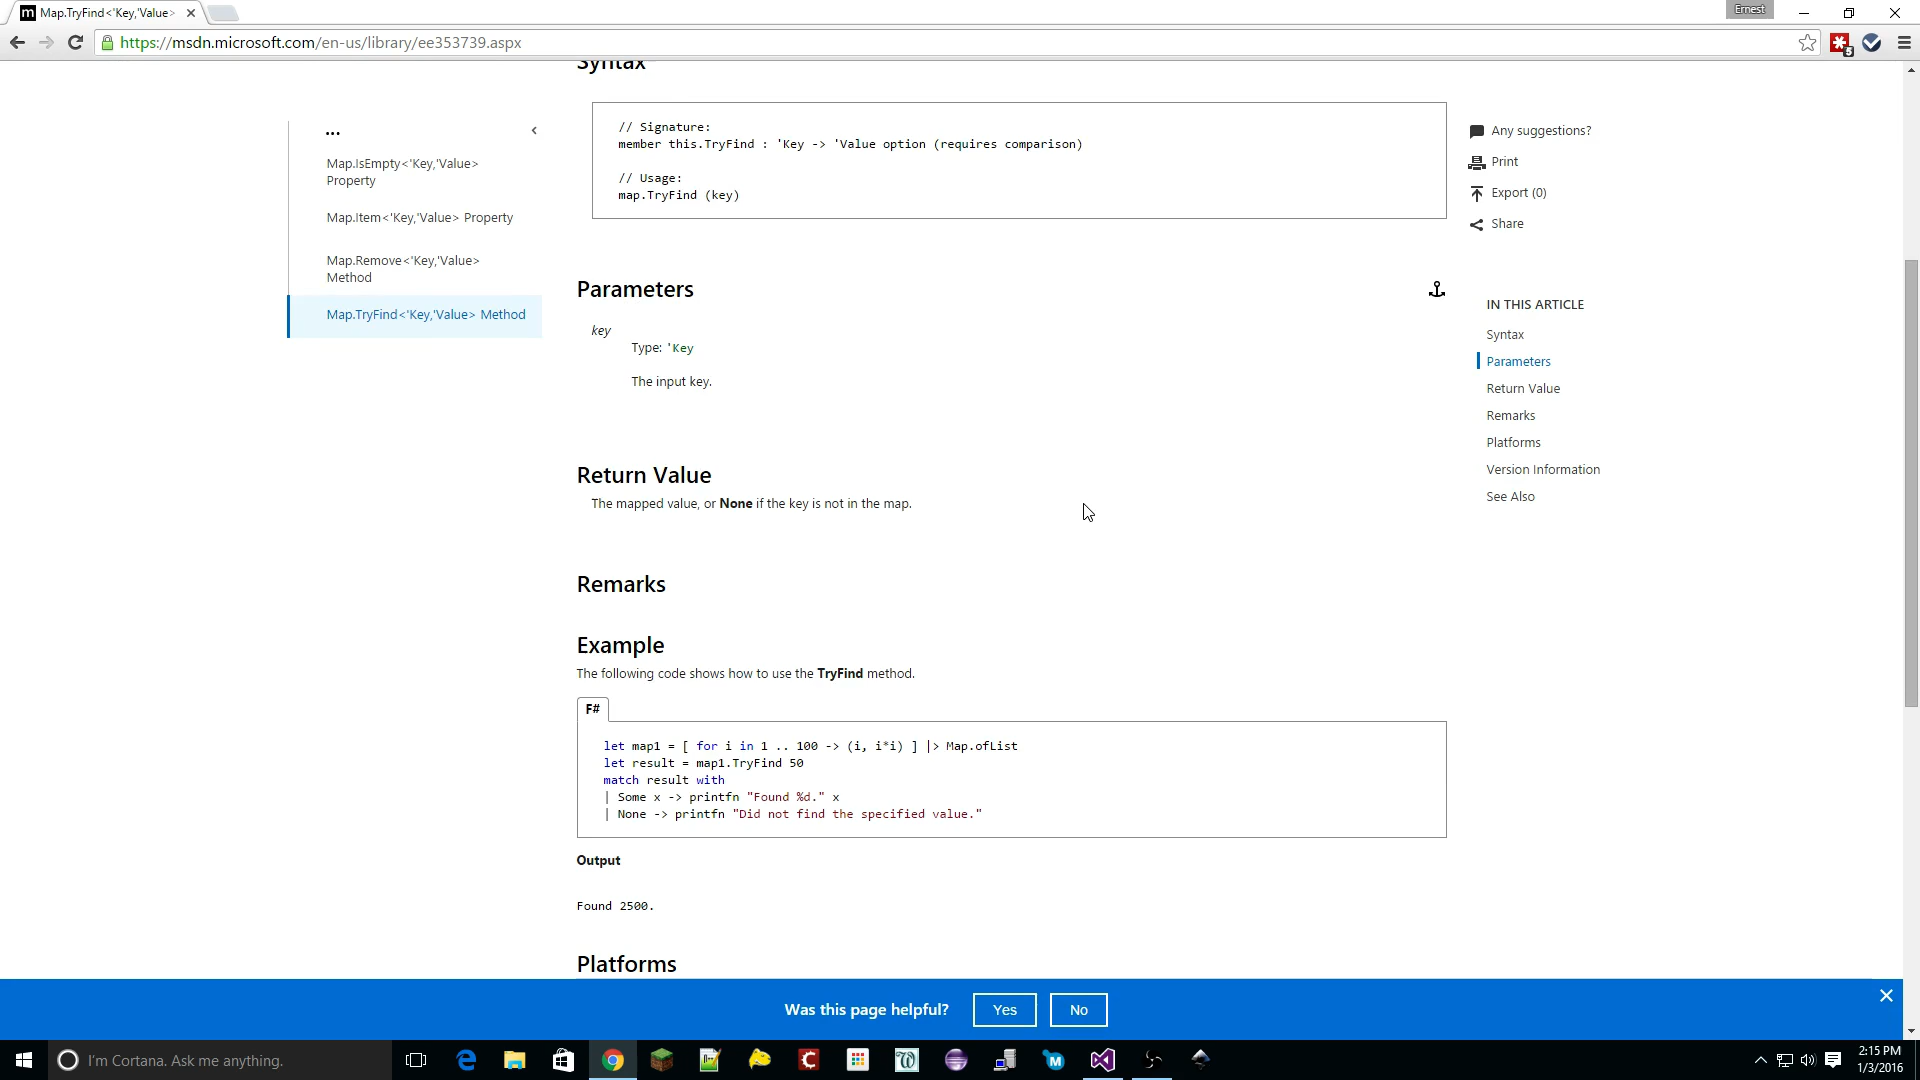 Map.TryFind<'Key,'Value>
Ernest
https://msdn.microsoft.com/en-us/library/ee353739.aspx
5
Syntax
...
Map.IsEmpty<'Key,'Value>
Property
Map.Item<'Key,'Value> Property
Map.Remove<'Key,'Value>
Method
Map.TryFind<'Key,'Value> Method
// Signature:
member this.TryFind : 'Key -> 'Value option (requires comparison)
// Usage:
map.TryFind (key)
Parameters
key
Type: 'Key
The input key.
Return Value
The mapped value, or None if the key is not in the map.
Remarks
Example
The following code shows how to use the TryFind method.
F#
let map1 = [ for i in 1 .. 100 -> (i, i*i) ] |> Map.ofList
let result = map1.TryFind 50
match result with
| Some x -> printfn "Found %d." x
| None -> printfn "Did not find the specified value."
Output
Found 2500.
Platforms
Any suggestions?
Print
Export (0)
Share
IN THIS ARTICLE
Syntax
Parameters
Return Value
Remarks
Platforms
Version Information
See Also
Was this page helpful?
Yes
No
I'm Cortana. Ask me anything.
2:15 PM
1/3/2016